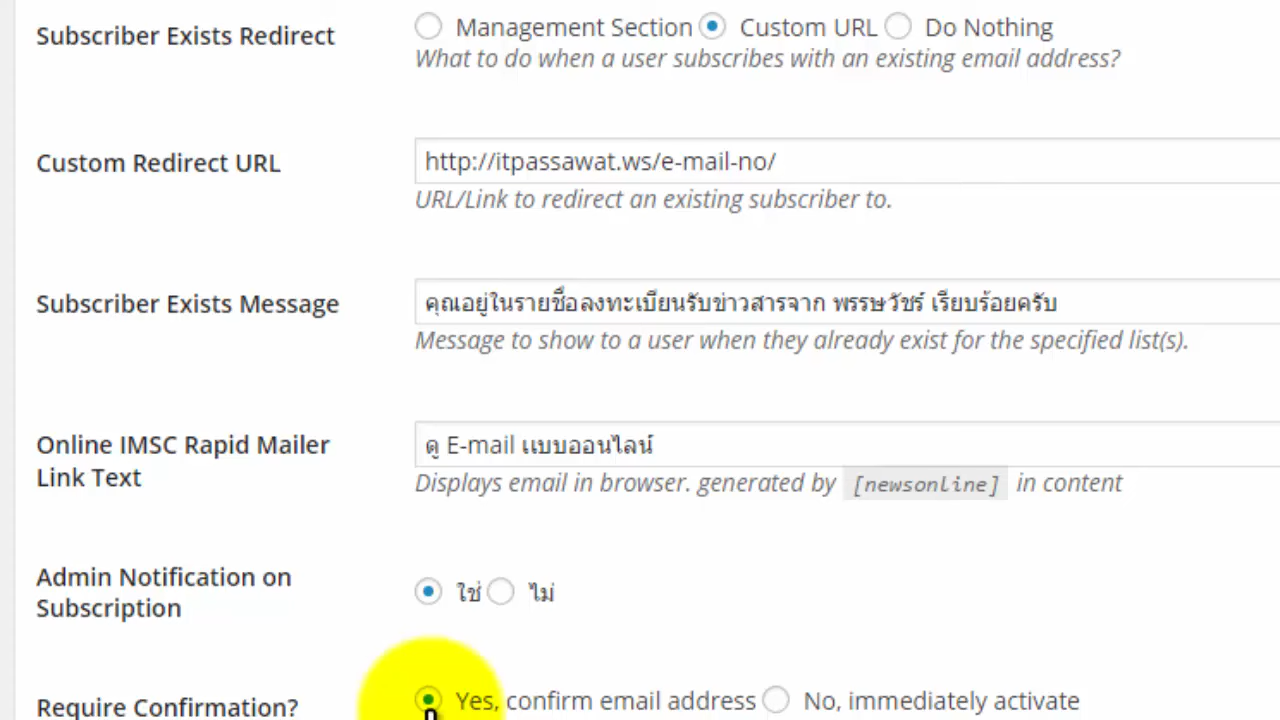 Subscriber Exists Redirect
Management Section Custom URL Do Nothing
What to do when a user subscribes with an existing email address?
Custom Redirect URL
http://itpassawat.ws/e-mail-no/
URL/Link to redirect an existing subscriber to.
Subscriber Exists Message
คุณอยู่ในรายชื่อลงทะเบียนรับข่าวสารจาก พรรษวัชร์ เรียบร้อยครับ
Message to show to a user when they already exist for the specified list(s).
Online IMSC Rapid Mailer
Link Text
ดู E-mail แบบออนไลน์
Displays email in browser. generated by [newsonline] in content
Admin Notification on
Subscription
ใช่ ไม่
Require Confirmation?
Yes, confirm email address No, immediately activate